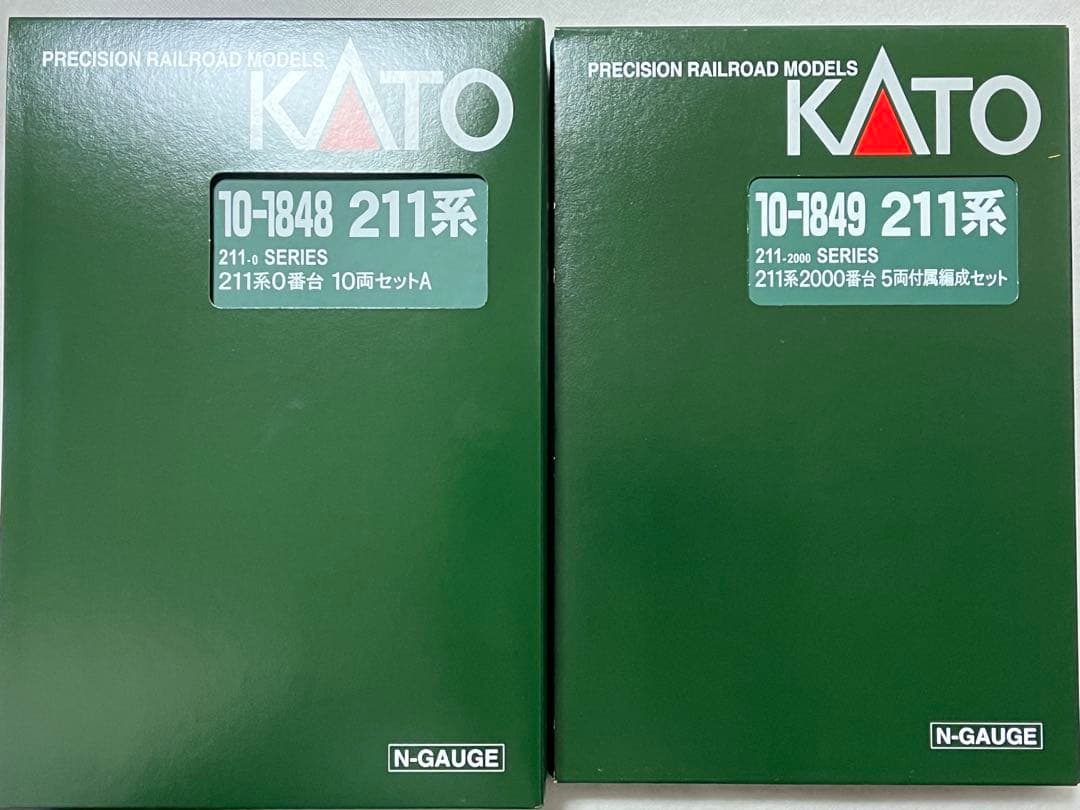 PRECISION RAILROAD MODELS
KATO
10-1848 211系
211-0 SERIES
211系0番台 10両セットA
N-GAUGE
PRECISION RAILROAD MODELS
KATO
10-1849 211系
211-2000 SERIES
211系2000番台 5両付属編成セット
N-GAUGE